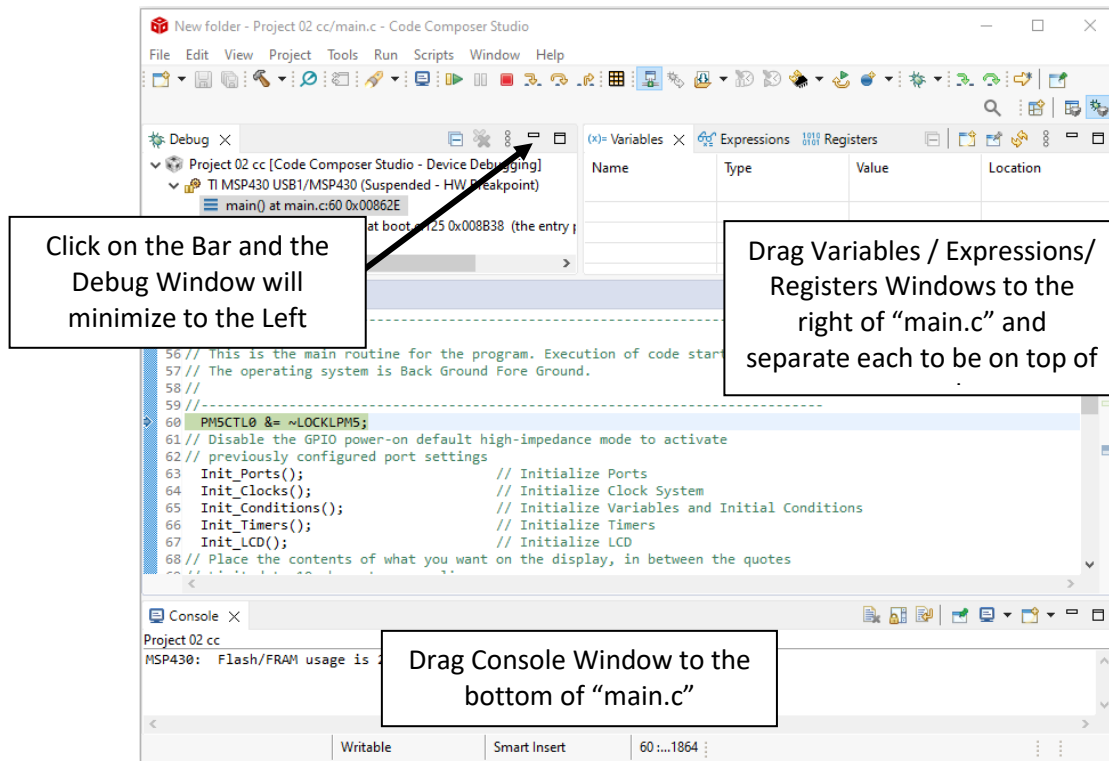 New folder - Project 02 cc/main.c - Code Composer Studio
File Edit View Project Tools Run Scripts Window Help
Debug
(x)= Variables Expressions 1010 0101 Registers
Project 02 cc [Code Composer Studio - Device Debugging]
TI MSP430 USB1/MSP430 (Suspended - HW Breakpoint)
main() at main.c:60 0x00862E
at boot.c:125 0x008B38 (the entry p
Name Type Value Location
Click on the Bar and the
Debug Window will
minimize to the Left
Drag Variables / Expressions/
Registers Windows to the
right of “main.c” and
separate each to be on top of
56 // This is the main routine for the program. Execution of code start
57 // The operating system is Back Ground Fore Ground.
58 //
59 //------------------------------------------------------------------------------
60 PM5CTL0 &= ~LOCKLPM5;
61 // Disable the GPIO power-on default high-impedance mode to activate
62 // previously configured port settings
63 Init_Ports(); // Initialize Ports
64 Init_Clocks(); // Initialize Clock System
65 Init_Conditions(); // Initialize Variables and Initial Conditions
66 Init_Timers(); // Initialize Timers
67 Init_LCD(); // Initialize LCD
68 // Place the contents of what you want on the display, in between the quotes
Console
Project 02 cc
MSP430: Flash/FRAM usage is
Drag Console Window to the
bottom of “main.c”
Writable Smart Insert 60 :...1864